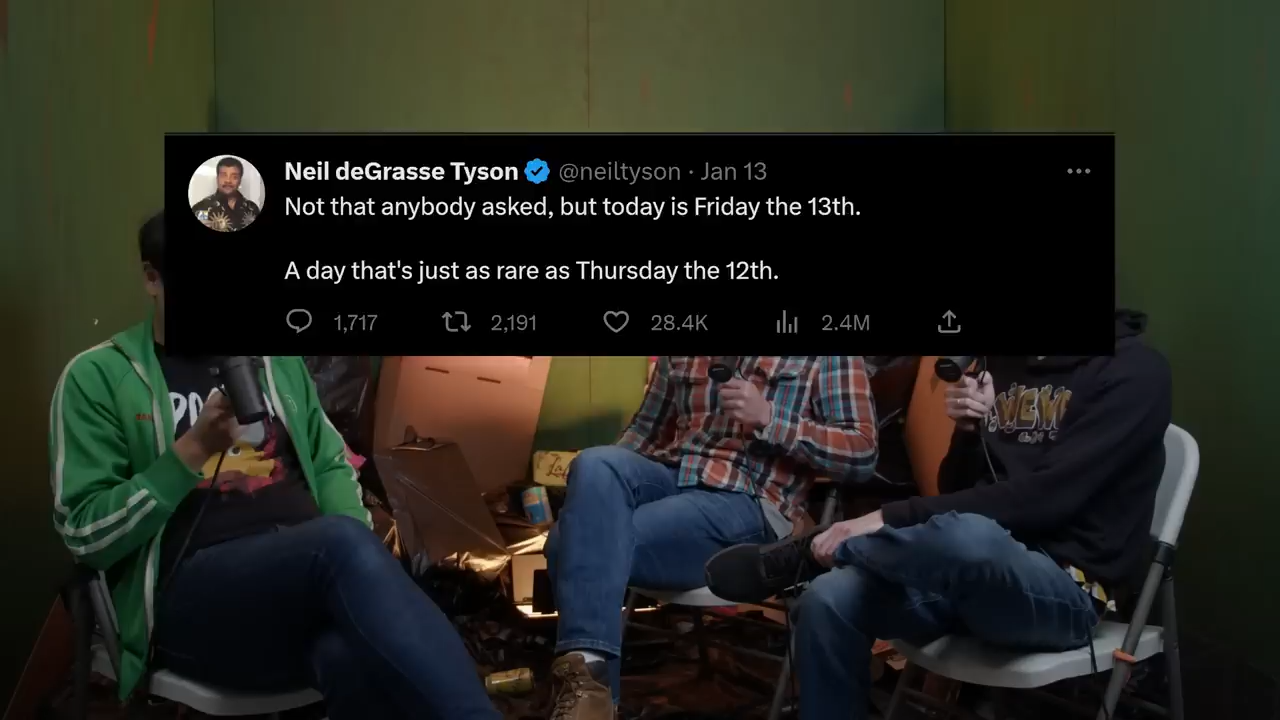 Neil deGrasse Tyson @neiltyson · Jan 13
Not that anybody asked, but today is Friday the 13th.
A day that's just as rare as Thursday the 12th.
1,717 2,191 28.4K 2.4M